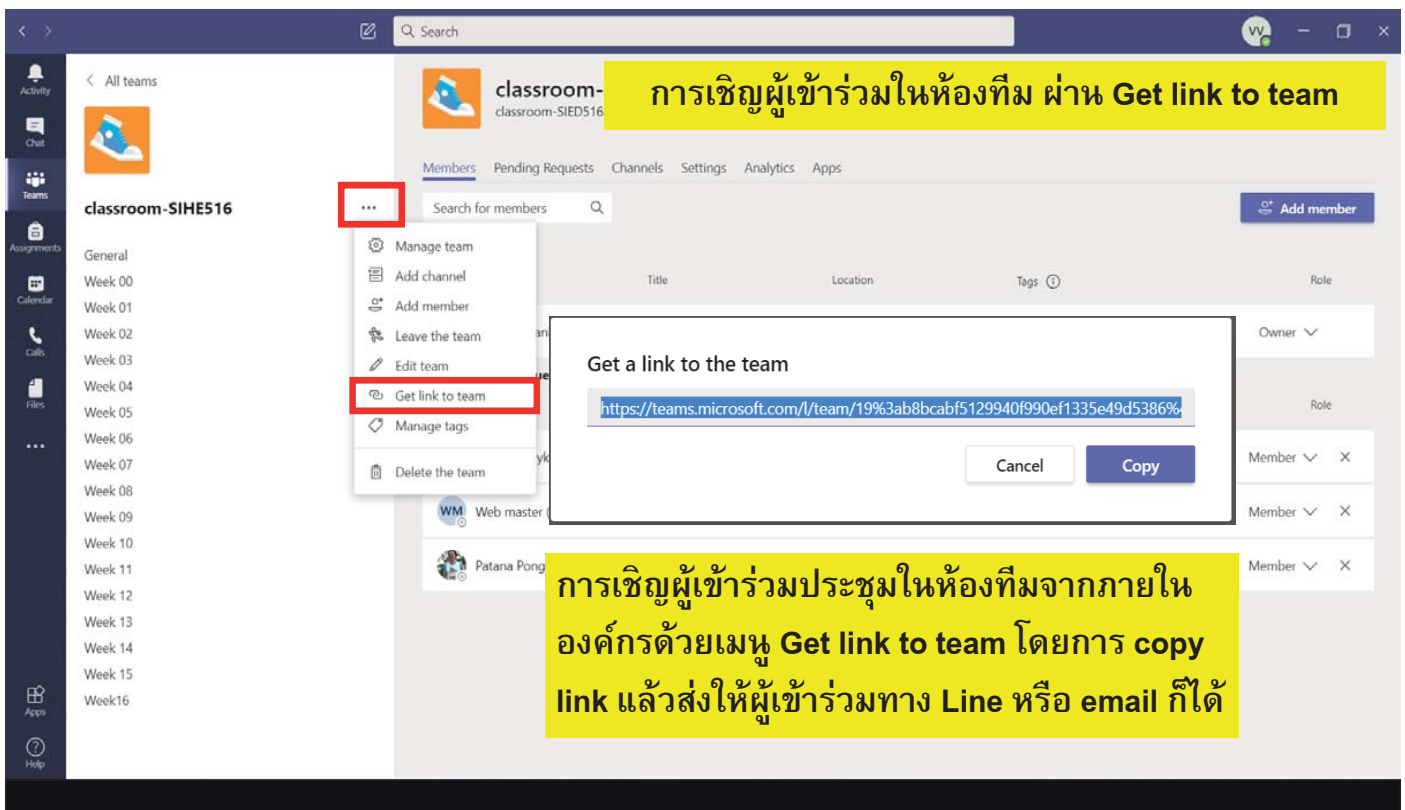 Search
VV
Activity
Chat
Teams
Assignments
Calendar
Calls
Files
Apps
Help
All teams
classroom-SIHE516
General
Week 00
Week 01
Week 02
Week 03
Week 04
Week 05
Week 06
Week 07
Week 08
Week 09
Week 10
Week 11
Week 12
Week 13
Week 14
Week 15
Week16
classroom-
classroom-SIED516
การเชิญผู้เข้าร่วมในห้องทีม ผ่าน Get link to team
Members Pending Requests Channels Settings Analytics Apps
Search for members
Add member
Manage team
Add channel
Add member
Leave the team
Edit team
Get link to team
Manage tags
Delete the team
Title Location Tags Role
Owner
Role
Member
WM Web master (
Member
Patana Pong
Member
Get a link to the team
https://teams.microsoft.com/l/team/19%3ab8bcabf5129940f990ef1335e49d5386%
Cancel Copy
การเชิญผู้เข้าร่วมประชุมในห้องทีมจากภายใน
องค์กรด้วยเมนู Get link to team โดยการ copy
link แล้วส่งให้ผู้เข้าร่วมทาง Line หรือ email ก็ได้